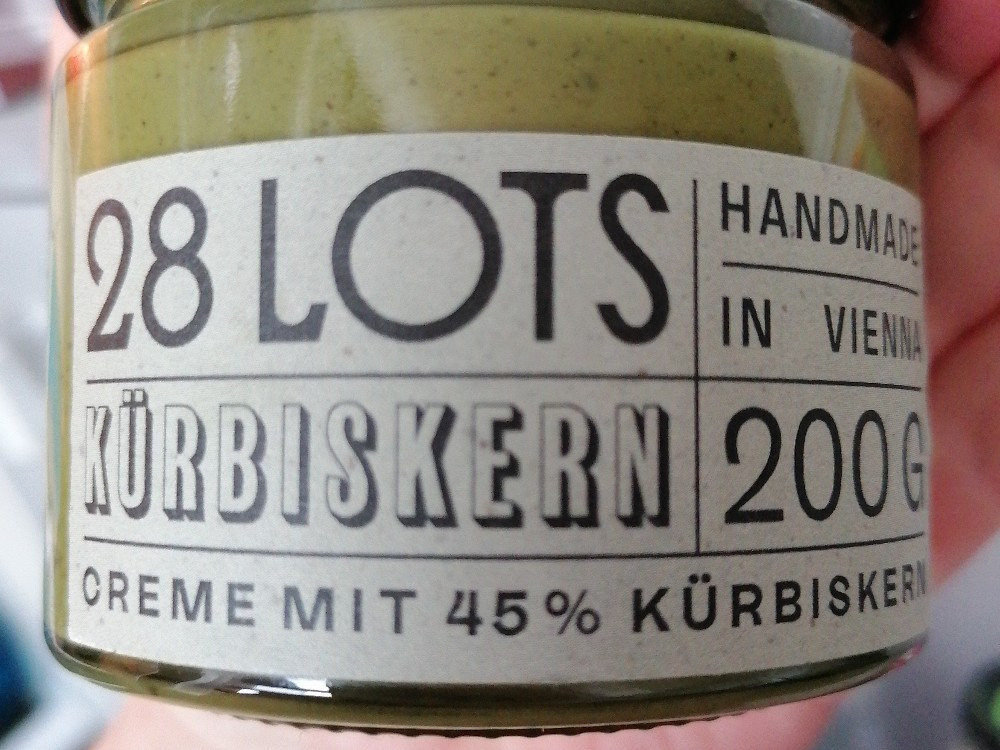 28 LOTS
HANDMADE
IN VIENNA
KÜRBISKERN
200 G
CREME MIT 45% KÜRBISKERN